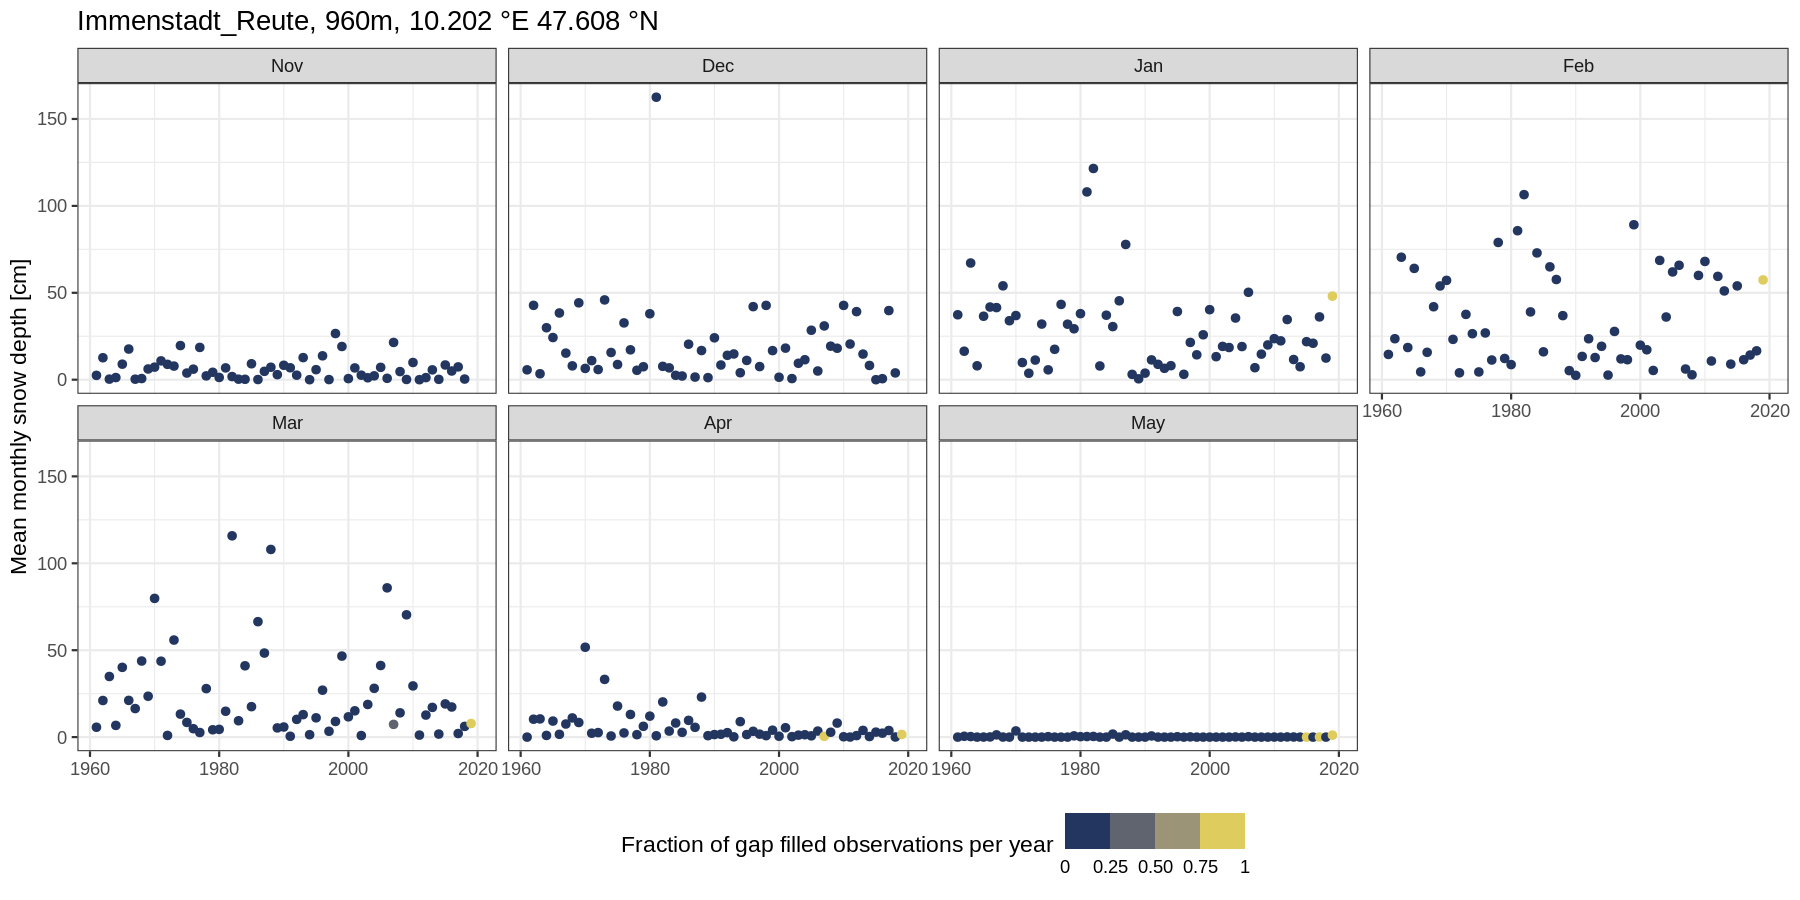 Immenstadt_Reute, 960m, 10.202 °E 47.608 °N
Nov
Dec
Jan
Feb
150
100
50
0
1960
1980
2000
2020
Mean monthly snow depth [cm]
Mar
Apr
May
150
100
50
0
1960
1980
2000
2020
1960
1980
2000
2020
1960
1980
2000
2020
Fraction of gap filled observations per year
0
0.25
0.50
0.75
1